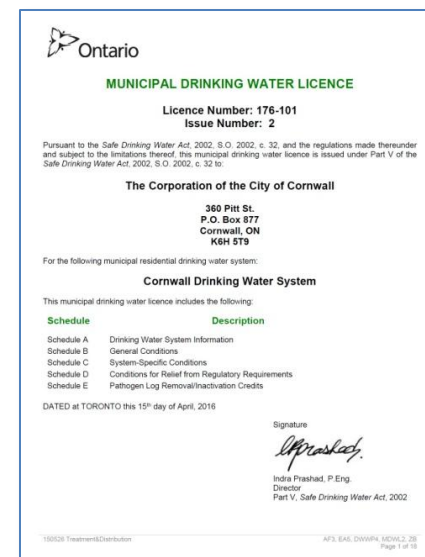 Ontario
MUNICIPAL DRINKING WATER LICENCE
Licence Number: 176-101
Issue Number: 2
Pursuant to the Safe Drinking Water Act, 2002, S.O. 2002, c. 32, and the regulations made thereunder
and subject to the limitations thereof, this municipal drinking water licence is issued under Part V of the
Safe Drinking Water Act, 2002, S.O. 2002, c. 32 to:
The Corporation of the City of Cornwall
360 Pitt St.
P.O. Box 877
Cornwall, ON
K6H 5T9
For the following municipal residential drinking water system:
Cornwall Drinking Water System
This municipal drinking water licence includes the following:
Schedule Description
Schedule A Drinking Water System Information
Schedule B General Conditions
Schedule C System-Specific Conditions
Schedule D Conditions for Relief from Regulatory Requirements
Schedule E Pathogen Log Removal/Inactivation Credits
DATED at TORONTO this 15th day of April, 2016
Signature
Indra Prashad, P.Eng.
Director
Part V, Safe Drinking Water Act, 2002
150526 Treatment&Distribution AF3, EA5, DWWP4, MDWL2, ZB
Page 1 of 19